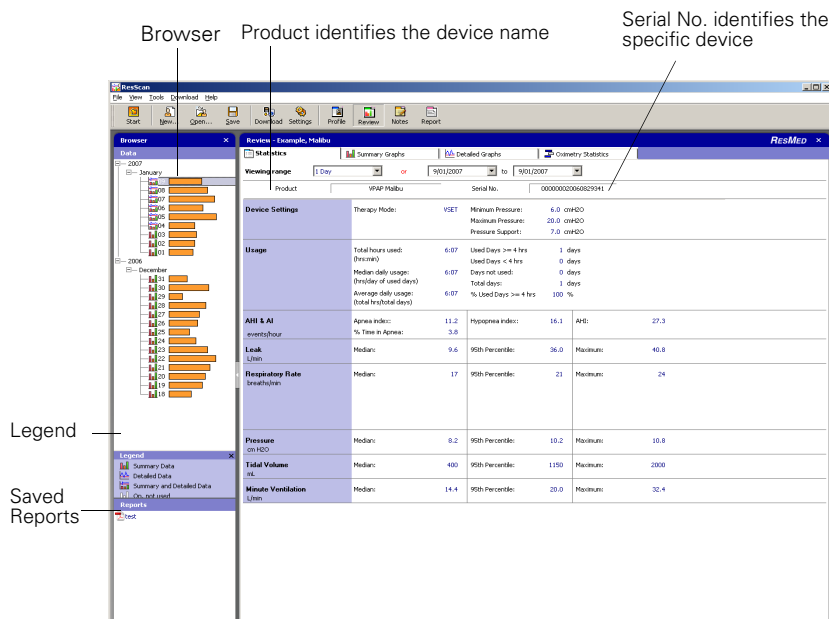 Browser
Product identifies the device name
Serial No. identifies the
specific device
Legend
Saved
Reports
ResScan
File View Tools Download Help
Start New... Open... Save Download Settings Profile Review Notes Report
Browser ×
Data
2007
January
08
07
06
05
04
03
02
01
2006
December
31
30
29
28
27
26
25
24
23
22
21
20
19
18
Legend ×
Summary Data
Detailed Data
Summary and Detailed Data
On, not used
Reports
test
Review - Example, Malibu RESMED ×
Statistics Summary Graphs Detailed Graphs Oximetry Statistics
Viewing range 1 Day or 9/01/2007 to 9/01/2007
Product VPAP Malibu Serial No. 00000002060829341
Device Settings Therapy Mode: VSET Minimum Pressure: 6.0 cmH2O
Maximum Pressure: 20.0 cmH2O
Pressure Support: 7.0 cmH2O
Usage Total hours used: 6:07 Used Days >= 4 hrs 1 days
(hrs:min) Used Days < 4 hrs 0 days
Median daily usage: 6:07 Days not used: 0 days
(hrs/day of used days) Total days: 1 days
Average daily usage: 6:07 % Used Days >= 4 hrs 100 %
(total hrs/total days)
AHI & AI Apnea index: 11.2 Hypopnea index: 16.1 AHI: 27.3
events/hour % Time in Apnea: 3.8
Leak Median: 9.6 95th Percentile: 36.0 Maximum: 40.8
L/min
Respiratory Rate Median: 17 95th Percentile: 21 Maximum: 24
breaths/min
Pressure Median: 8.2 95th Percentile: 10.2 Maximum: 10.8
cm H2O
Tidal Volume Median: 400 95th Percentile: 1150 Maximum: 2000
mL
Minute Ventilation Median: 14.4 95th Percentile: 20.0 Maximum: 32.4
L/min